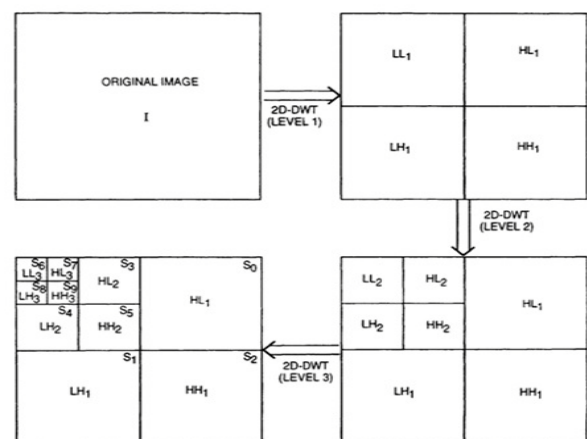 ORIGINAL IMAGE
I
2D-DWT
(LEVEL 1)
LL₁
HL₁
LH₁
HH₁
2D-DWT
(LEVEL 2)
LL₂
HL₂
HL₁
LH₂
HH₂
LH₁
HH₁
2D-DWT
(LEVEL 3)
S₆
S₇
S₃
S₀
LL₃
HL₃
HL₂
S₈
S₉
LH₃
HH₃
HL₁
S₄
S₅
LH₂
HH₂
S₁
S₂
LH₁
HH₁